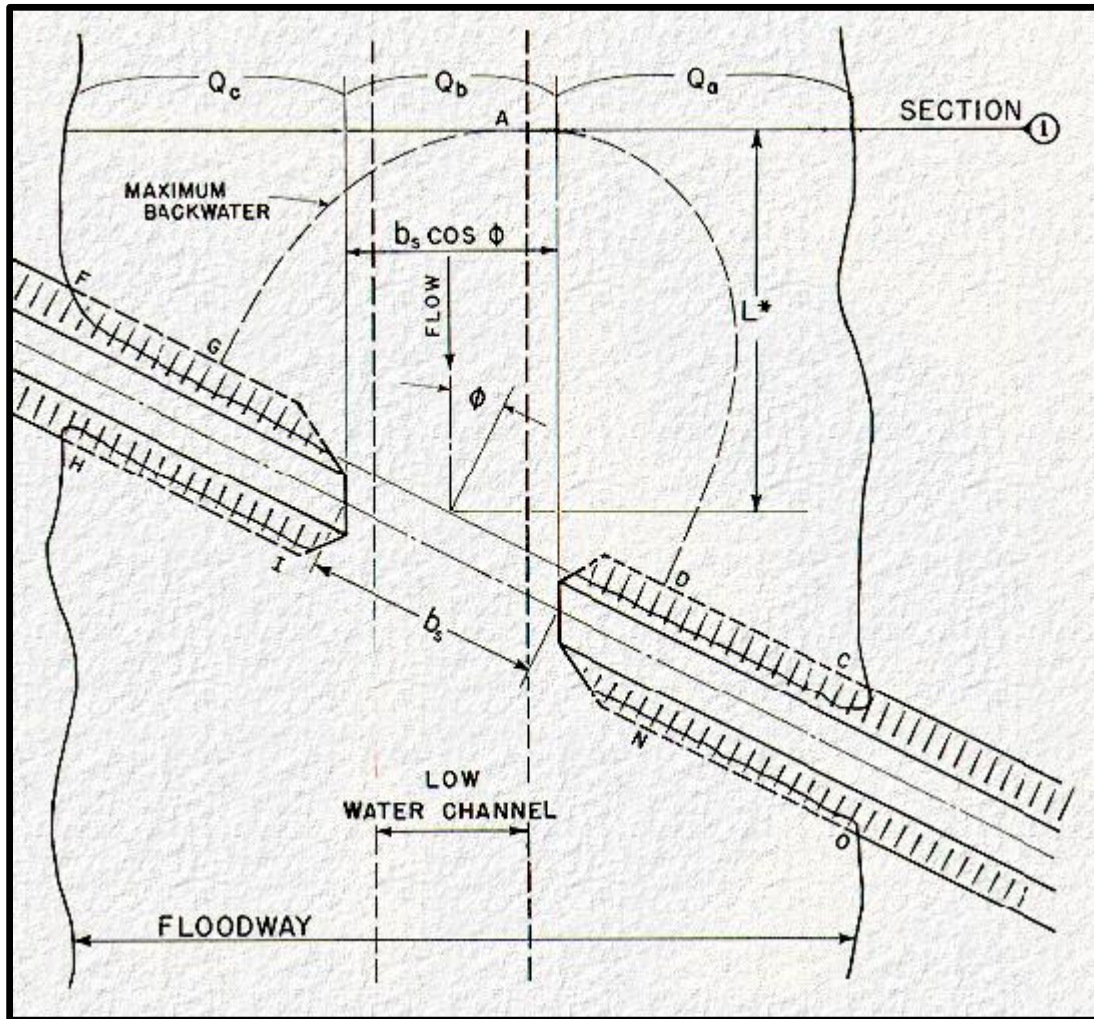 Qc Qb Qa
A
SECTION ①
MAXIMUM
BACKWATER
bs cos ϕ
FLOW
L*
F
G
ϕ
H
I
D
bs
C
N
LOW
WATER CHANNEL
O
FLOODWAY